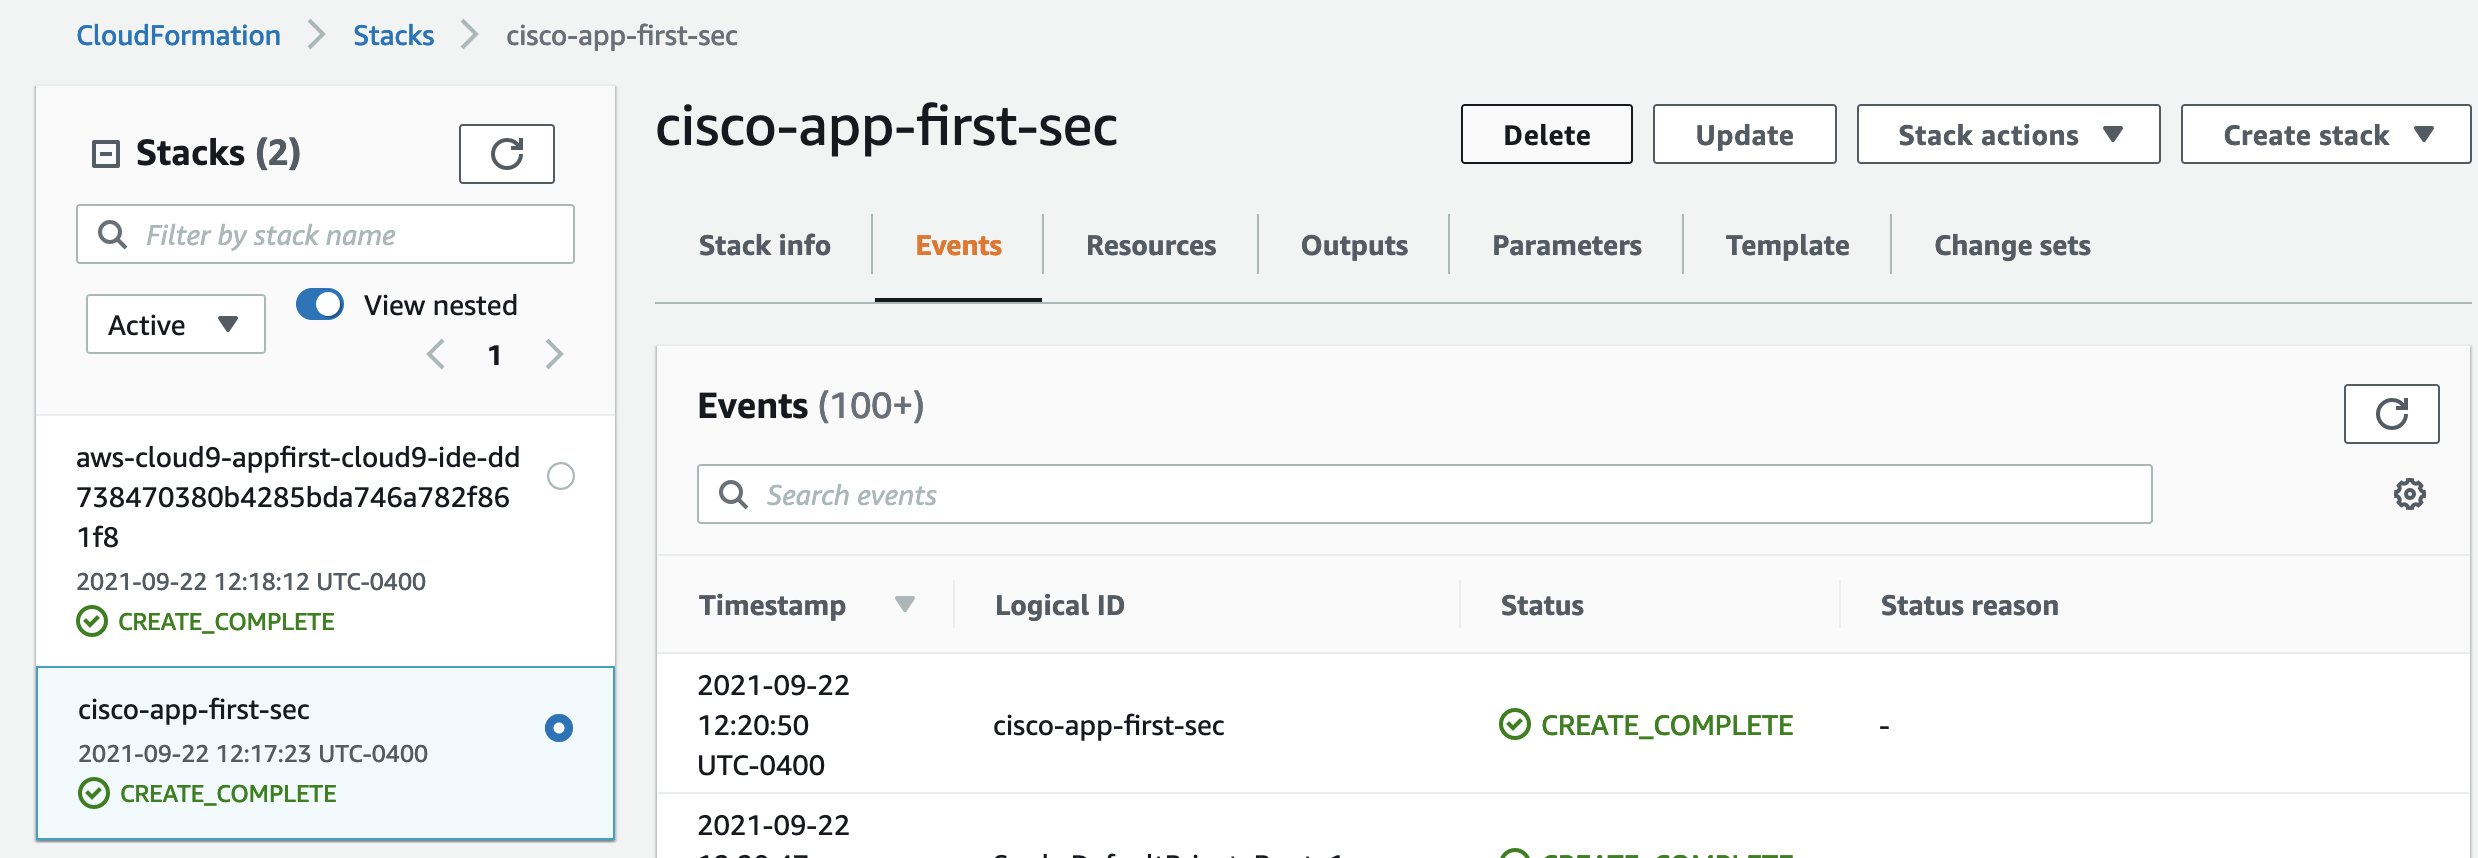 CloudFormation > Stacks > cisco-app-first-sec
Stacks (2)
Filter by stack name
Active
View nested
1
aws-cloud9-appfirst-cloud9-ide-dd
738470380b4285bda746a782f86
1f8
2021-09-22 12:18:12 UTC-0400
CREATE_COMPLETE
cisco-app-first-sec
2021-09-22 12:17:23 UTC-0400
CREATE_COMPLETE
cisco-app-first-sec
Delete Update Stack actions Create stack
Stack info Events Resources Outputs Parameters Template Change sets
Events (100+)
Search events
Timestamp Logical ID Status Status reason
2021-09-22
12:20:50
UTC-0400
cisco-app-first-sec
CREATE_COMPLETE
-
2021-09-22